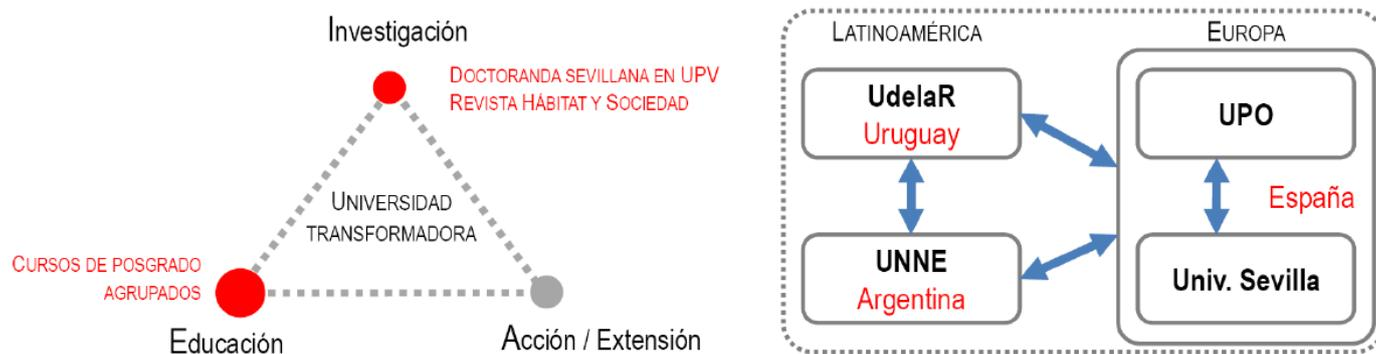 Investigación
DOCTORANDA SEVILLANA EN UPV
REVISTA HÁBITAT Y SOCIEDAD
UNIVERSIDAD
TRANSFORMADORA
CURSOS DE POSGRADO
AGRUPADOS
Educación
Acción / Extensión
LATINOAMÉRICA
EUROPA
UdelaR
Uruguay
UPO
España
UNNE
Argentina
Univ. Sevilla